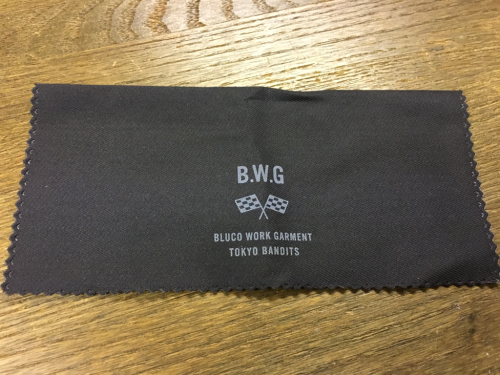 B.W.G
BLUCO WORK GARMENT
TOKYO BANDITS